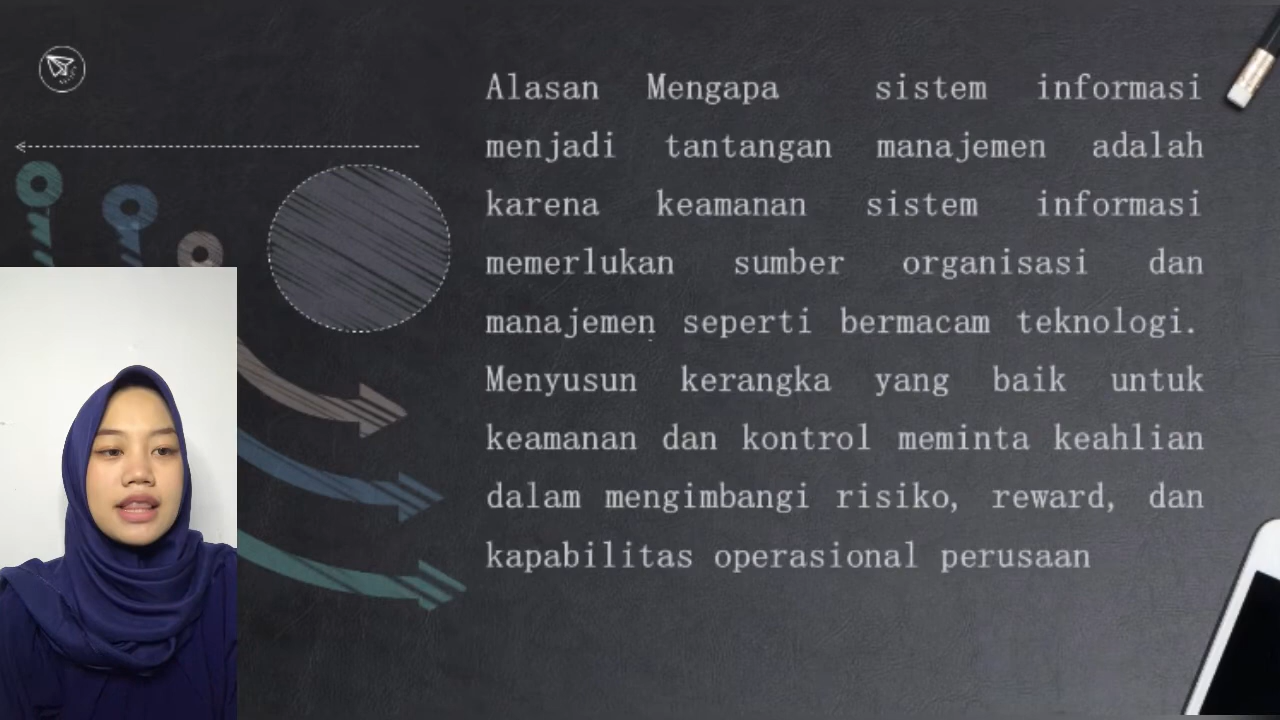 Alasan Mengapa sistem informasi
menjadi tantangan manajemen adalah
karena keamanan sistem informasi
memerlukan sumber organisasi dan
manajemen seperti bermacam teknologi.
Menyusun kerangka yang baik untuk
keamanan dan kontrol meminta keahlian
dalam mengimbangi risiko, reward, dan
kapabilitas operasional perusaan